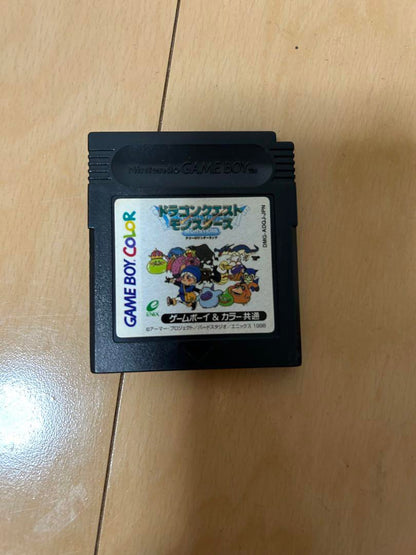 Nintendo GAME BOY™
ドラゴンクエスト
モンスターズ
テリーのワンダーランド
GAME BOY COLOR
DMG-ADQJ-JPN
ENIX
ゲームボーイ & カラー 共通
©アーマー・プロジェクト/バードスタジオ/エニックス 1998